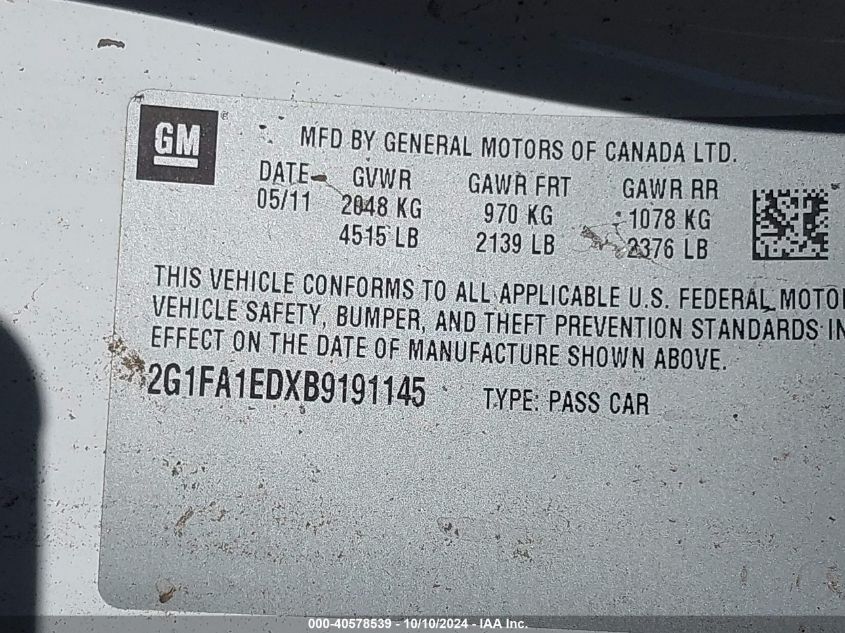 GM
MFD BY GENERAL MOTORS OF CANADA LTD.
DATE GVWR GAWR FRT GAWR RR
05/11 2048 KG 970 KG 1078 KG
4515 LB 2139 LB 2376 LB
THIS VEHICLE CONFORMS TO ALL APPLICABLE U.S. FEDERAL MOTOR
VEHICLE SAFETY, BUMPER, AND THEFT PREVENTION STANDARDS IN
EFFECT ON THE DATE OF MANUFACTURE SHOWN ABOVE.
2G1FA1EDXB9191145 TYPE: PASS CAR
000-40578539 - 10/10/2024 - IAA Inc.